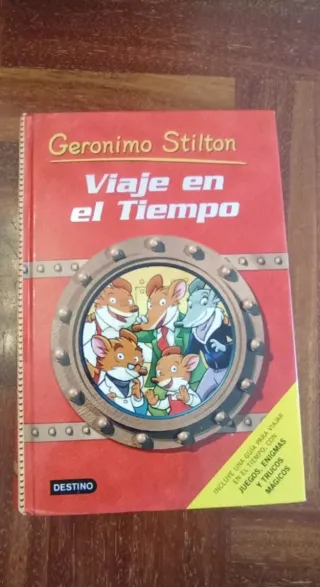 Geronimo Stilton
Viaje en
el Tiempo
INCLUYE UNA GUÍA PARA VIAJAR
EN EL TIEMPO, CON
JUEGOS, ENIGMAS
Y TRUCOS
MÁGICOS
DESTINO